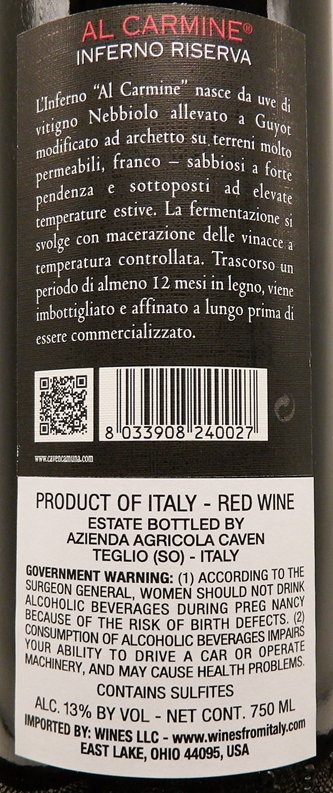 AL CARMINE®
INFERNO RISERVA
L'Inferno "Al Carmine" nasce da uve di
vitigno Nebbiolo allevato a Guyot
modificato ad archetto su terreni molto
permeabili, franco – sabbiosi a forte
pendenza e sottoposti ad elevate
temperature estive. La fermentazione si
svolge con macerazione delle vinacce a
temperatura controllata. Trascorso un
periodo di almeno 12 mesi in legno, viene
imbottigliato e affinato a lungo prima di
essere commercializzato.
8 033908 240027
www.cavencamuna.com
PRODUCT OF ITALY - RED WINE
ESTATE BOTTLED BY
AZIENDA AGRICOLA CAVEN
TEGLIO (SO) - ITALY
GOVERNMENT WARNING: (1) ACCORDING TO THE
SURGEON GENERAL, WOMEN SHOULD NOT DRINK
ALCOHOLIC BEVERAGES DURING PREG NANCY
BECAUSE OF THE RISK OF BIRTH DEFECTS. (2)
CONSUMPTION OF ALCOHOLIC BEVERAGES IMPAIRS
YOUR ABILITY TO DRIVE A CAR OR OPERATE
MACHINERY, AND MAY CAUSE HEALTH PROBLEMS.
CONTAINS SULFITES
ALC. 13% BY VOL - NET CONT. 750 ML
IMPORTED BY: WINES LLC - www.winesfromitaly.com
EAST LAKE, OHIO 44095, USA